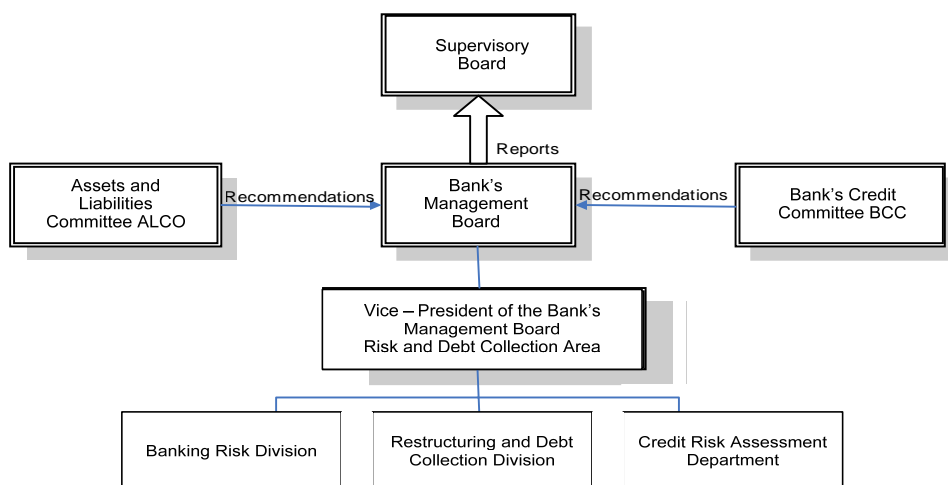 Supervisory
Board
Reports
Assets and
Liabilities
Committee ALCO
Recommendations
Bank’s
Management
Board
Recommendations
Bank’s Credit
Committee BCC
Vice – President of the Bank’s
Management Board
Risk and Debt Collection Area
Banking Risk Division
Restructuring and Debt
Collection Division
Credit Risk Assessment
Department